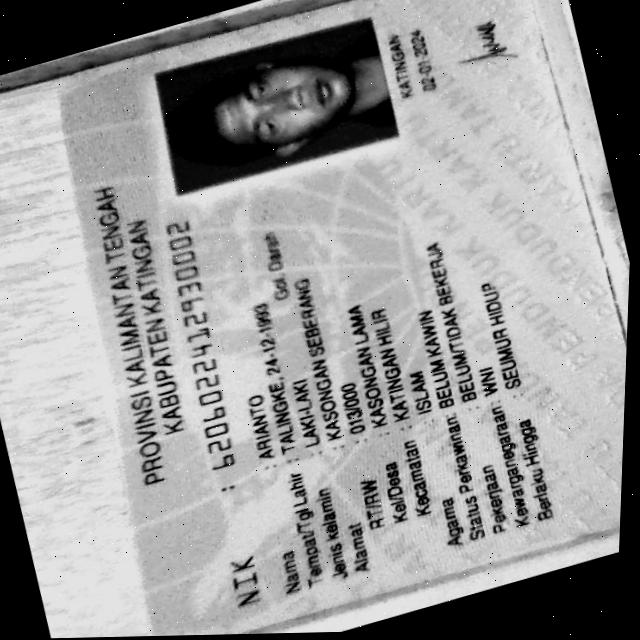 PROVINSI KALIMANTAN TENGAH
KABUPATEN KATINGAN
NIK : 6206022412930002
Nama : ARIANTO
Tempat/Tgl Lahir : TALINGKE, 24-12-1993
Jenis kelamin : LAKI-LAKI Gol. Darah
Alamat : LAKASONGAN SEBERANG
KASONGAN
RT/RW : 013/000
Kel/Desa : KASONGAN LAMA
Kecamatan : KATINGAN HILIR
Agama : ISLAM
Status Perkawinan : BELUM KAWIN
Pekerjaan : BELUM/TIDAK BEKERJA
Kewarganegaraan : WNI
Berlaku Hingga : SEUMUR HIDUP
KATINGAN
02-01-2024